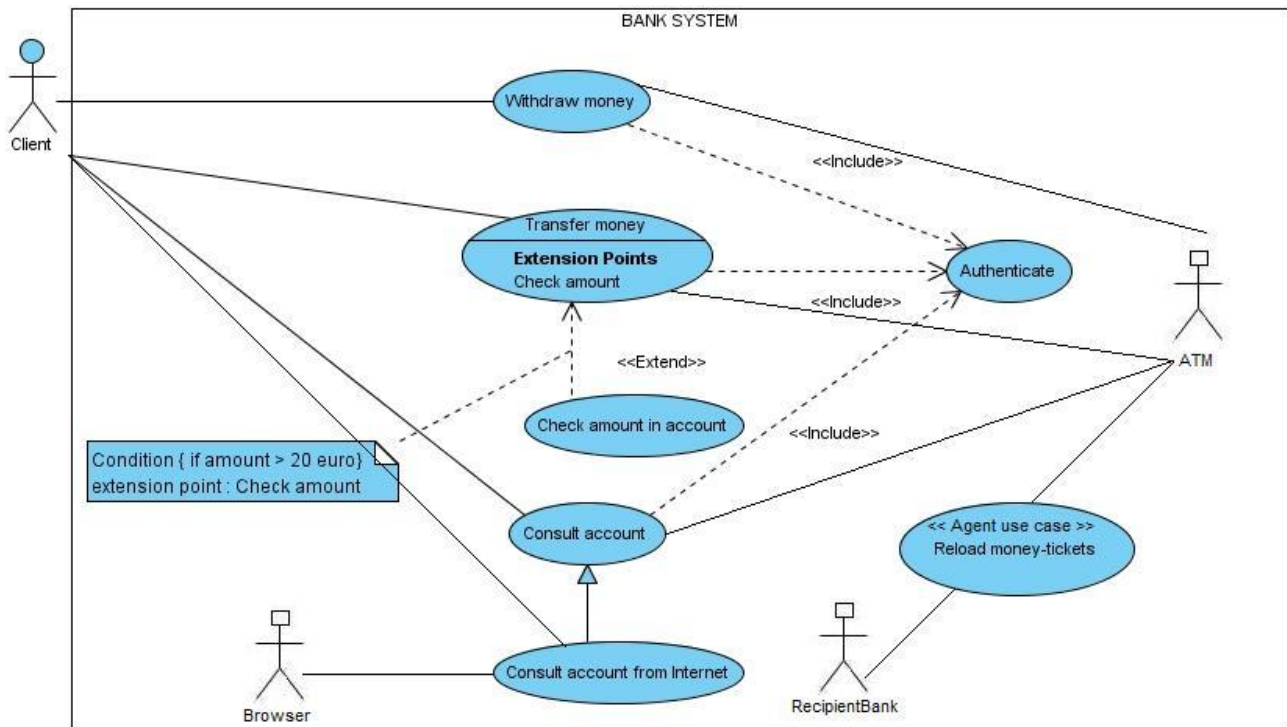 BANK SYSTEM
Withdraw money
Client
<<Include>>
Transfer money
Extension Points
Check amount
Authenticate
<<Include>>
ATM
<<Extend>>
Check amount in account
<<Include>>
Condition { if amount > 20 euro}
extension point : Check amount
Consult account
<< Agent use case >>
Reload money-tickets
Consult account from Internet
Browser
RecipientBank